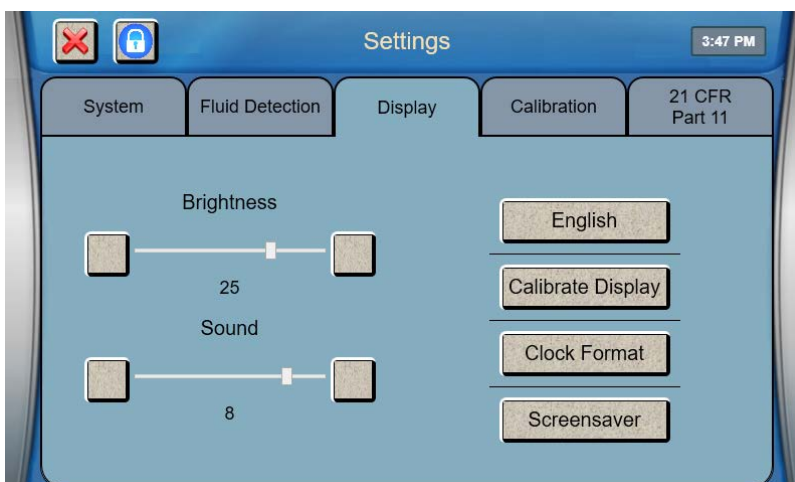 Settings
3:47 PM
System
Fluid Detection
Display
Calibration
21 CFR
Part 11
Brightness
25
Sound
8
English
Calibrate Display
Clock Format
Screensaver